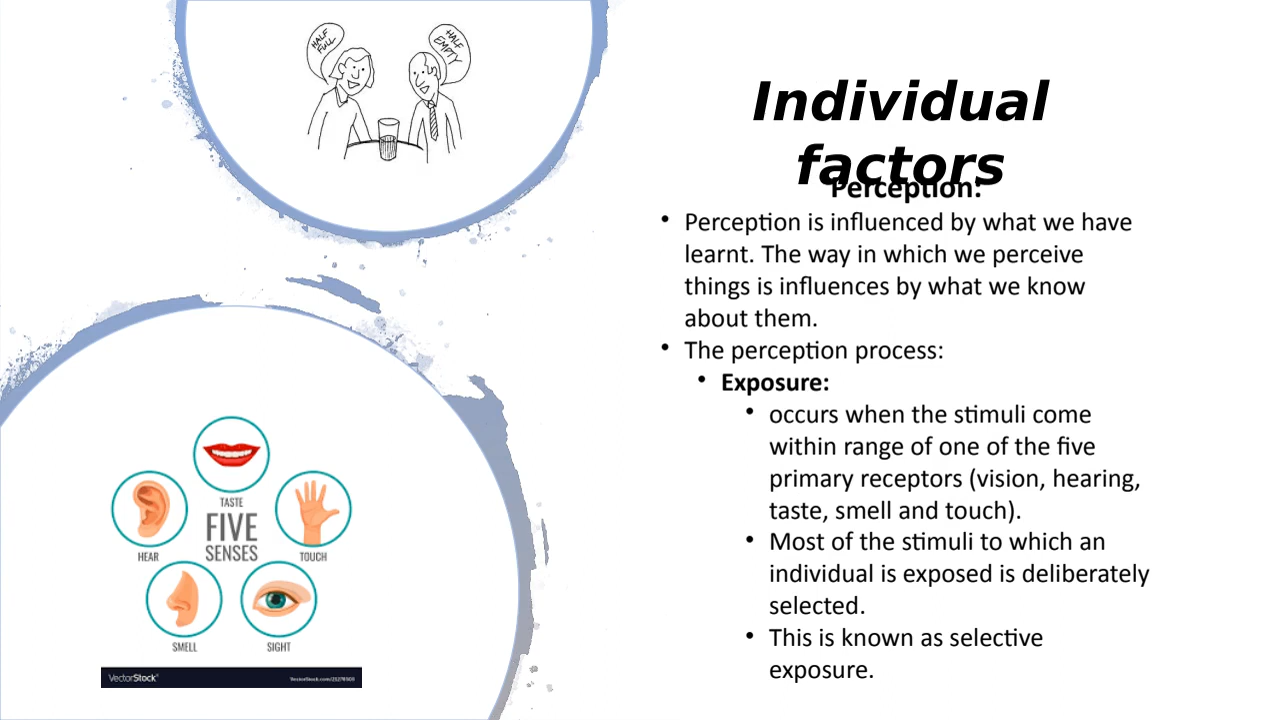 HALF
FULL
HALF
EMPTY
Individual
factors
Perception:
• Perception is influenced by what we have
learnt. The way in which we perceive
things is influences by what we know
about them.
• The perception process:
• Exposure:
• occurs when the stimuli come
within range of one of the five
primary receptors (vision, hearing,
taste, smell and touch).
• Most of the stimuli to which an
individual is exposed is deliberately
selected.
• This is known as selective
exposure.
TASTE
HEAR
FIVE
SENSES
TOUCH
SMELL
SIGHT
VectorStock®